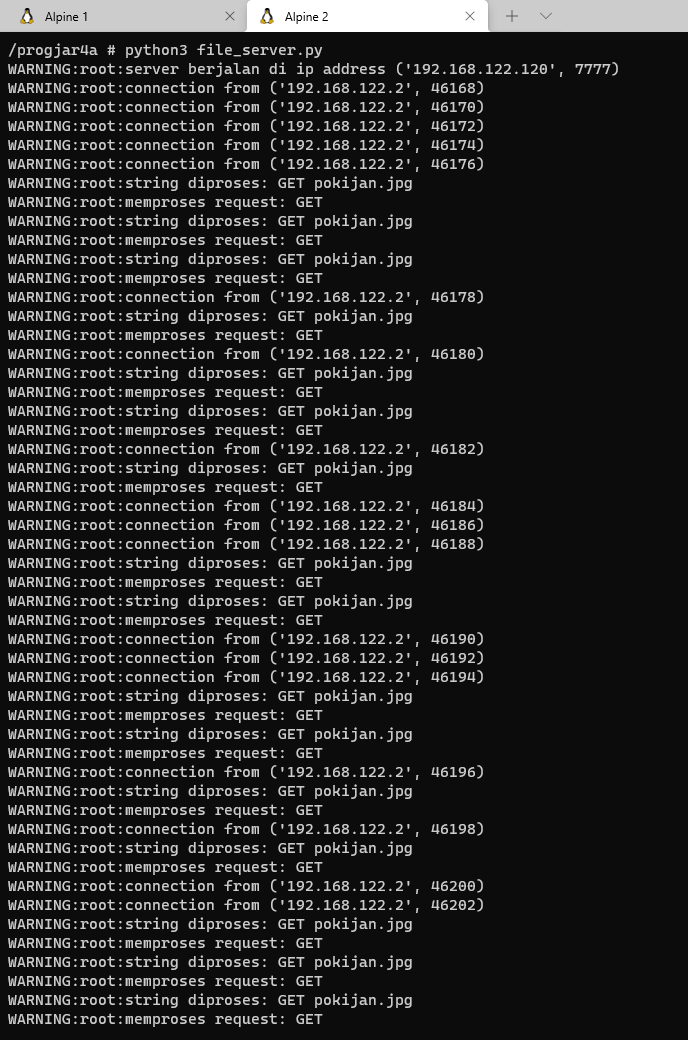 Alpine 1
Alpine 2
/progjar4a # python3 file_server.py
WARNING:root:server berjalan di ip address ('192.168.122.120', 7777)
WARNING:root:connection from ('192.168.122.2', 46168)
WARNING:root:connection from ('192.168.122.2', 46170)
WARNING:root:connection from ('192.168.122.2', 46172)
WARNING:root:connection from ('192.168.122.2', 46174)
WARNING:root:connection from ('192.168.122.2', 46176)
WARNING:root:string diproses: GET pokijan.jpg
WARNING:root:memproses request: GET
WARNING:root:string diproses: GET pokijan.jpg
WARNING:root:memproses request: GET
WARNING:root:string diproses: GET pokijan.jpg
WARNING:root:memproses request: GET
WARNING:root:connection from ('192.168.122.2', 46178)
WARNING:root:string diproses: GET pokijan.jpg
WARNING:root:memproses request: GET
WARNING:root:connection from ('192.168.122.2', 46180)
WARNING:root:string diproses: GET pokijan.jpg
WARNING:root:memproses request: GET
WARNING:root:string diproses: GET pokijan.jpg
WARNING:root:memproses request: GET
WARNING:root:connection from ('192.168.122.2', 46182)
WARNING:root:string diproses: GET pokijan.jpg
WARNING:root:memproses request: GET
WARNING:root:connection from ('192.168.122.2', 46184)
WARNING:root:connection from ('192.168.122.2', 46186)
WARNING:root:connection from ('192.168.122.2', 46188)
WARNING:root:string diproses: GET pokijan.jpg
WARNING:root:memproses request: GET
WARNING:root:string diproses: GET pokijan.jpg
WARNING:root:memproses request: GET
WARNING:root:connection from ('192.168.122.2', 46190)
WARNING:root:connection from ('192.168.122.2', 46192)
WARNING:root:connection from ('192.168.122.2', 46194)
WARNING:root:string diproses: GET pokijan.jpg
WARNING:root:memproses request: GET
WARNING:root:string diproses: GET pokijan.jpg
WARNING:root:memproses request: GET
WARNING:root:connection from ('192.168.122.2', 46196)
WARNING:root:string diproses: GET pokijan.jpg
WARNING:root:memproses request: GET
WARNING:root:connection from ('192.168.122.2', 46198)
WARNING:root:string diproses: GET pokijan.jpg
WARNING:root:memproses request: GET
WARNING:root:connection from ('192.168.122.2', 46200)
WARNING:root:connection from ('192.168.122.2', 46202)
WARNING:root:string diproses: GET pokijan.jpg
WARNING:root:memproses request: GET
WARNING:root:string diproses: GET pokijan.jpg
WARNING:root:memproses request: GET
WARNING:root:string diproses: GET pokijan.jpg
WARNING:root:memproses request: GET